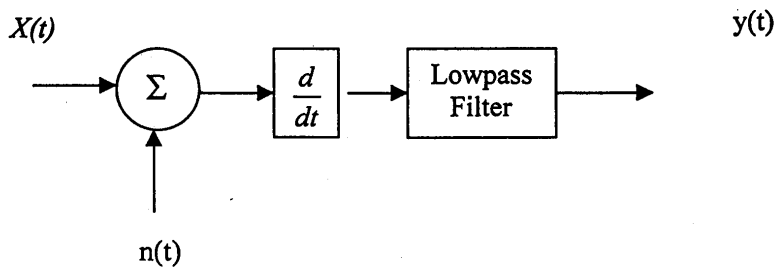 X(t)
y(t)
Σ
d
dt
Lowpass
Filter
n(t)